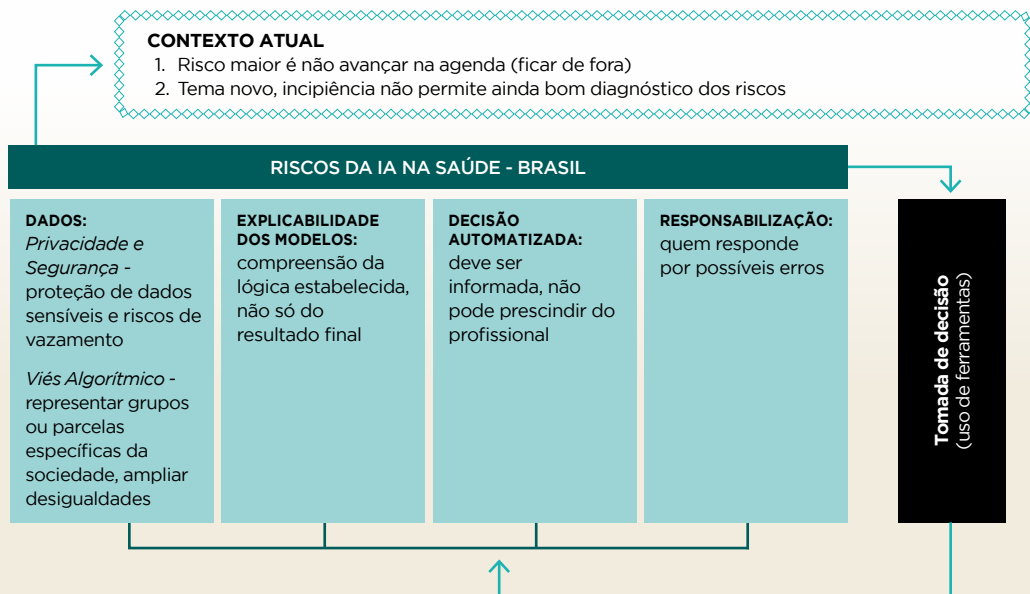 CONTEXTO ATUAL
1. Risco maior é não avançar na agenda (ficar de fora)
2. Tema novo, incipiência não permite ainda bom diagnóstico dos riscos
RISCOS DA IA NA SAÚDE - BRASIL
DADOS:
Privacidade e
Segurança -
proteção de dados
sensíveis e riscos de
vazamento
Viés Algorítmico -
representar grupos
ou parcelas
específicas da
sociedade, ampliar
desigualdades
EXPLICABILIDADE
DOS MODELOS:
compreensão da
lógica estabelecida,
não só do
resultado final
DECISÃO
AUTOMATIZADA:
deve ser
informada, não
pode prescindir do
profissional
RESPONSABILIZAÇÃO:
quem responde
por possíveis erros
Tomada de decisão
(uso de ferramentas)